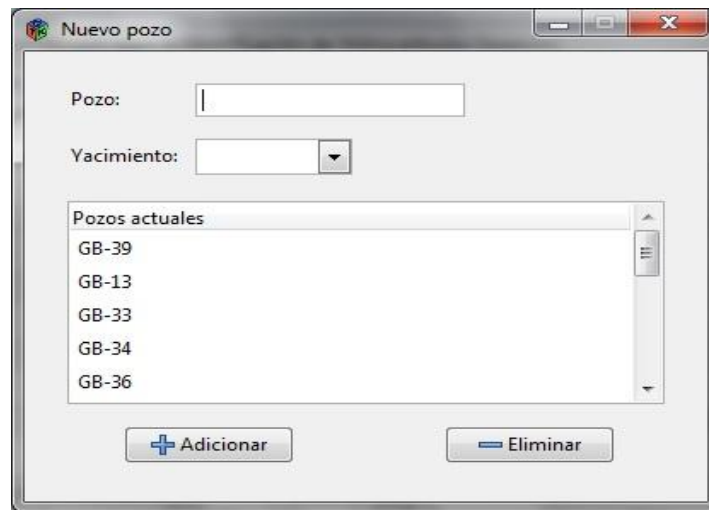 Nuevo pozo
Pozo:
Yacimiento:
Pozos actuales
GB-39
GB-13
GB-33
GB-34
GB-36
Adicionar
Eliminar